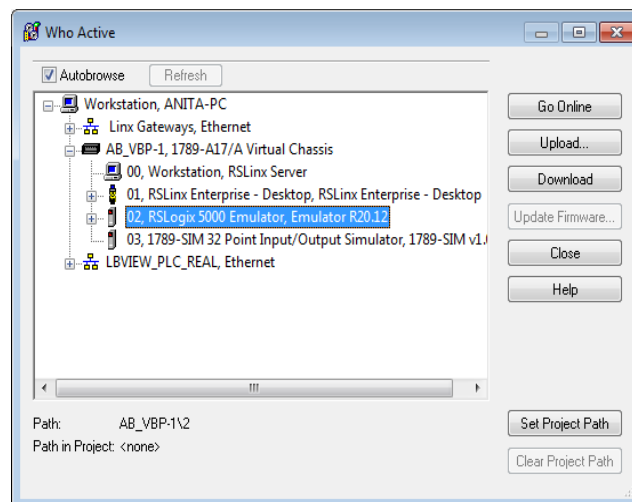 Who Active
Autobrowse
Refresh
Workstation, ANITA-PC
Linx Gateways, Ethernet
AB_VBP-1, 1789-A17/A Virtual Chassis
00, Workstation, RSLinx Server
01, RSLinx Enterprise - Desktop, RSLinx Enterprise - Desktop
02, RSLogix 5000 Emulator, Emulator R20.12
03, 1789-SIM 32 Point Input/Output Simulator, 1789-SIM v1.
LBVIEW_PLC_REAL, Ethernet
Go Online
Upload...
Download
Update Firmware...
Close
Help
Path: AB_VBP-1\2
Path in Project: <none>
Set Project Path
Clear Project Path